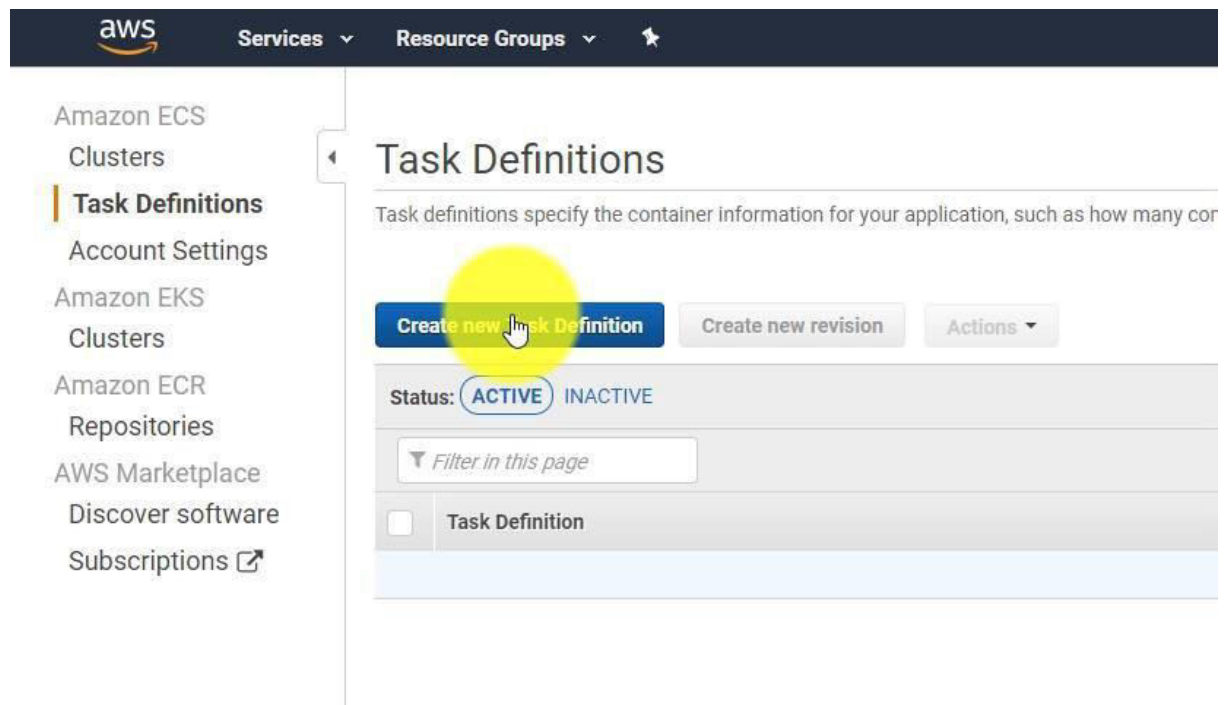 aws Services Resource Groups
Amazon ECS
Clusters
Task Definitions
Account Settings
Amazon EKS
Clusters
Amazon ECR
Repositories
AWS Marketplace
Discover software
Subscriptions
Task Definitions
Task definitions specify the container information for your application, such as how many
Create new Task Definition Create new revision Actions
Status: ACTIVE INACTIVE
Filter in this page
Task Definition